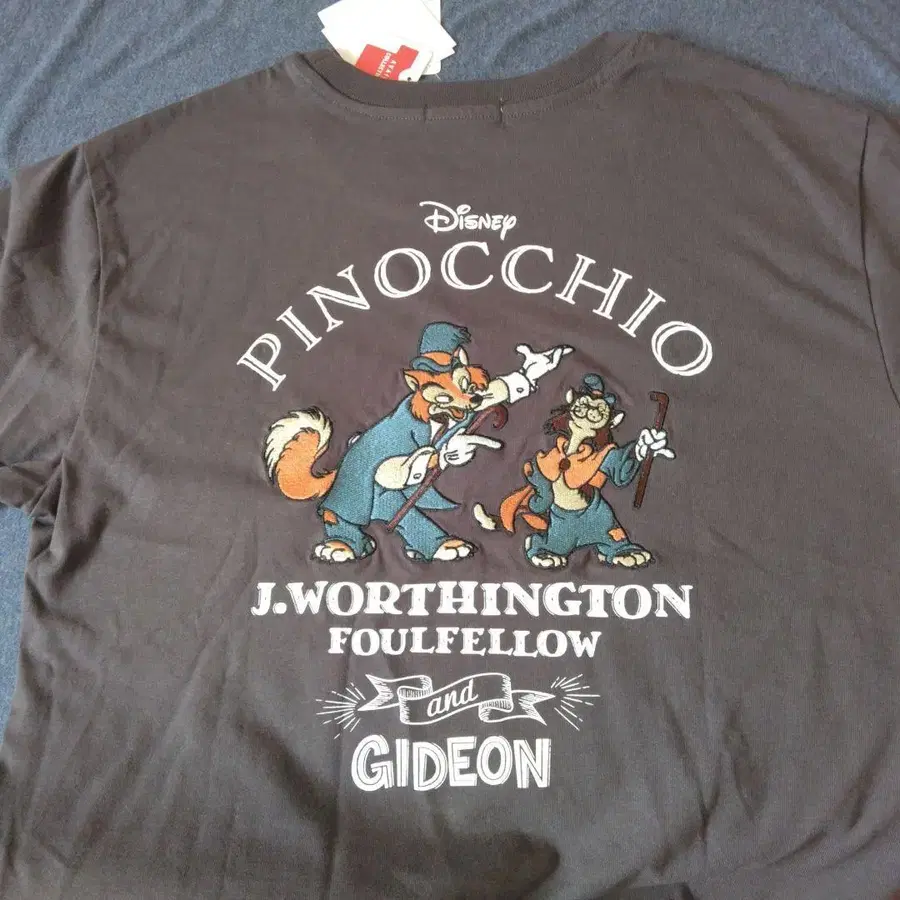 Disney
PINOCCHIO
J.WORTHINGTON
FOULFELLOW
and
GIDEON